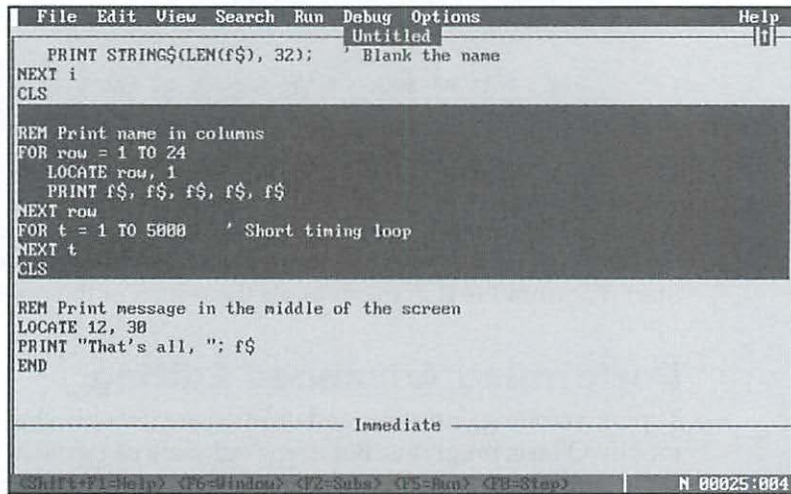 File Edit View Search Run Debug Options Help
Untitled
PRINT STRING$(LEN(f$), 32); ' Blank the name
NEXT i
CLS
REM Print name in columns
FOR row = 1 TO 24
LOCATE row, 1
PRINT f$, f$, f$, f$, f$
NEXT row
FOR t = 1 TO 5000 ' Short timing loop
NEXT t
CLS
REM Print message in the middle of the screen
LOCATE 12, 30
PRINT "That's all, "; f$
END
Immediate
<Shift+F1=Help> <F6=Window> <F2=Subs> <F5=Run> <F8=Step> N 00025:004